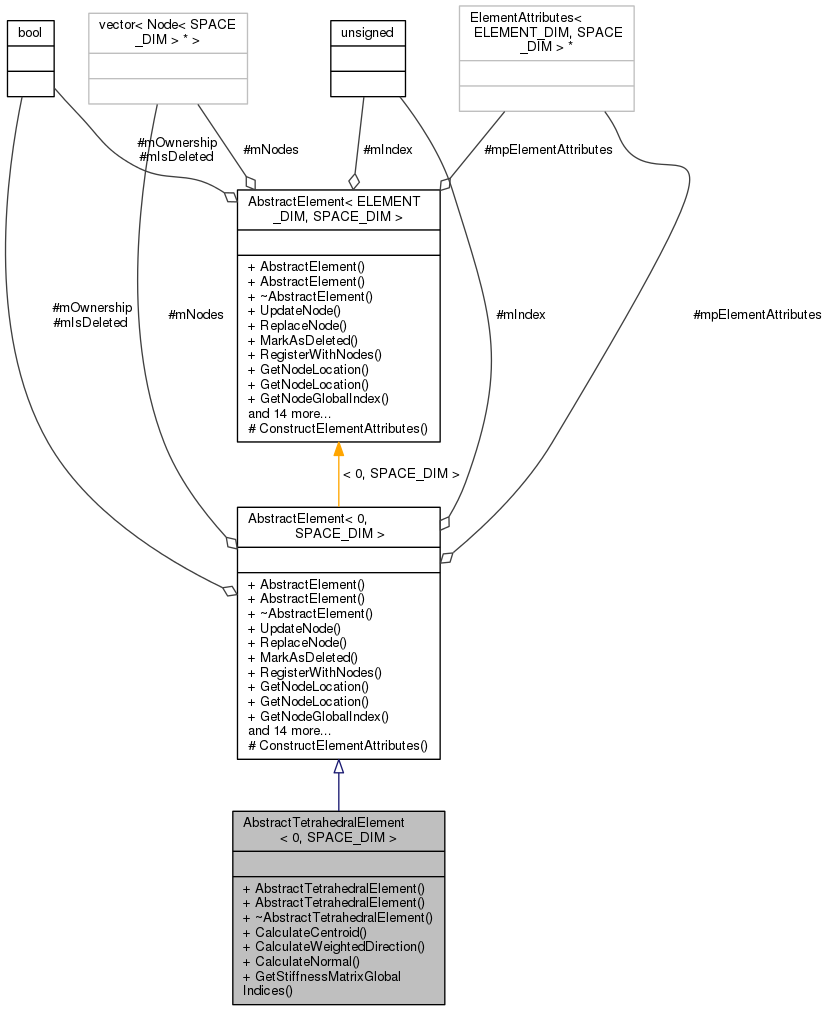 bool
vector< Node< SPACE
_DIM > * >
unsigned
ElementAttributes<
ELEMENT_DIM, SPACE
_DIM > *
#mOwnership
#mIsDeleted
#mNodes
#mIndex
#mpElementAttributes
AbstractElement< ELEMENT
_DIM, SPACE_DIM >
+ AbstractElement()
+ AbstractElement()
+ ~AbstractElement()
+ UpdateNode()
+ ReplaceNode()
+ MarkAsDeleted()
+ RegisterWithNodes()
+ GetNodeLocation()
+ GetNodeLocation()
+ GetNodeGlobalIndex()
and 14 more...
# ConstructElementAttributes()
#mOwnership
#mIsDeleted
#mNodes
#mIndex
#mpElementAttributes
< 0, SPACE_DIM >
AbstractElement< 0,
SPACE_DIM >
+ AbstractElement()
+ AbstractElement()
+ ~AbstractElement()
+ UpdateNode()
+ ReplaceNode()
+ MarkAsDeleted()
+ RegisterWithNodes()
+ GetNodeLocation()
+ GetNodeLocation()
+ GetNodeGlobalIndex()
and 14 more...
# ConstructElementAttributes()
AbstractTetrahedralElement
< 0, SPACE_DIM >
+ AbstractTetrahedralElement()
+ AbstractTetrahedralElement()
+ ~AbstractTetrahedralElement()
+ CalculateCentroid()
+ CalculateWeightedDirection()
+ CalculateNormal()
+ GetStiffnessMatrixGlobal
Indices()